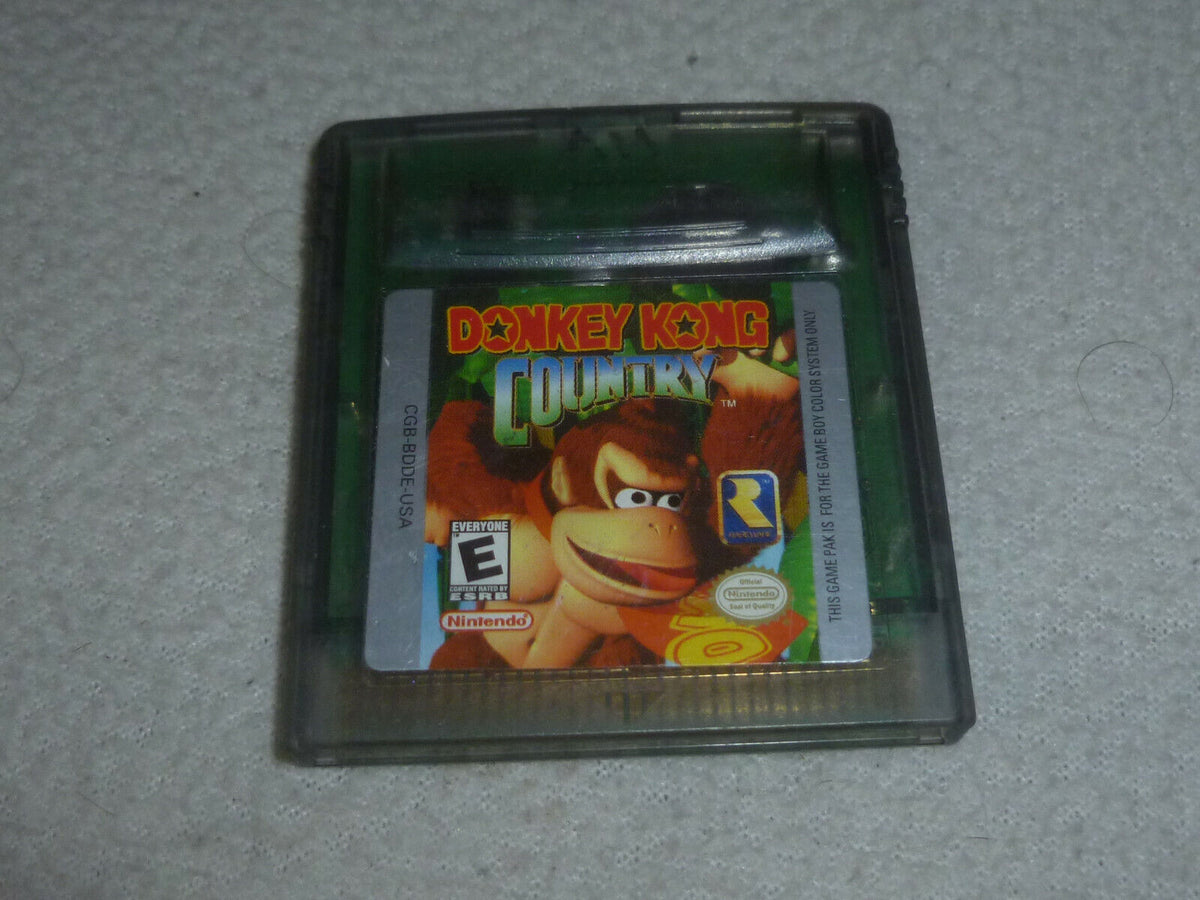 DONKEY KONG
COUNTRY
TM
CGB-BDDE-USA
THIS GAME PAK IS FOR THE GAME BOY COLOR SYSTEM ONLY
R
RAREWARE
EVERYONE
E
CONTENT RATED BY
ESRB
Nintendo
Official
Nintendo
Seal of Quality